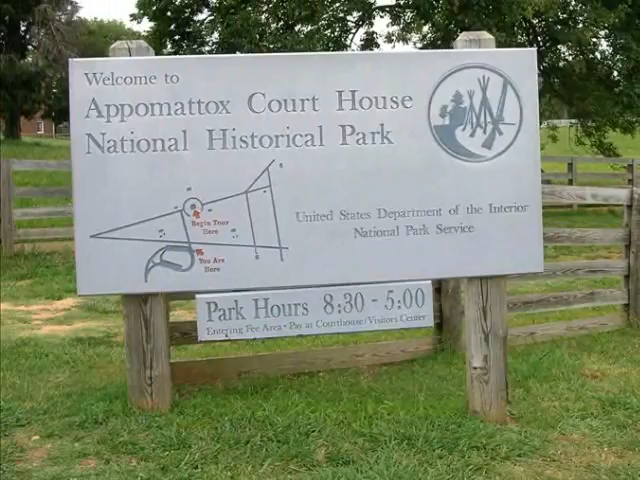 Welcome to
Appomattox Court House
National Historical Park
Begin Tour
Here
United States Department of the Interior
National Park Service
You Are
Here
Park Hours 8:30 - 5:00
Entering Fee Area • Pay at Courthouse/Visitors Center